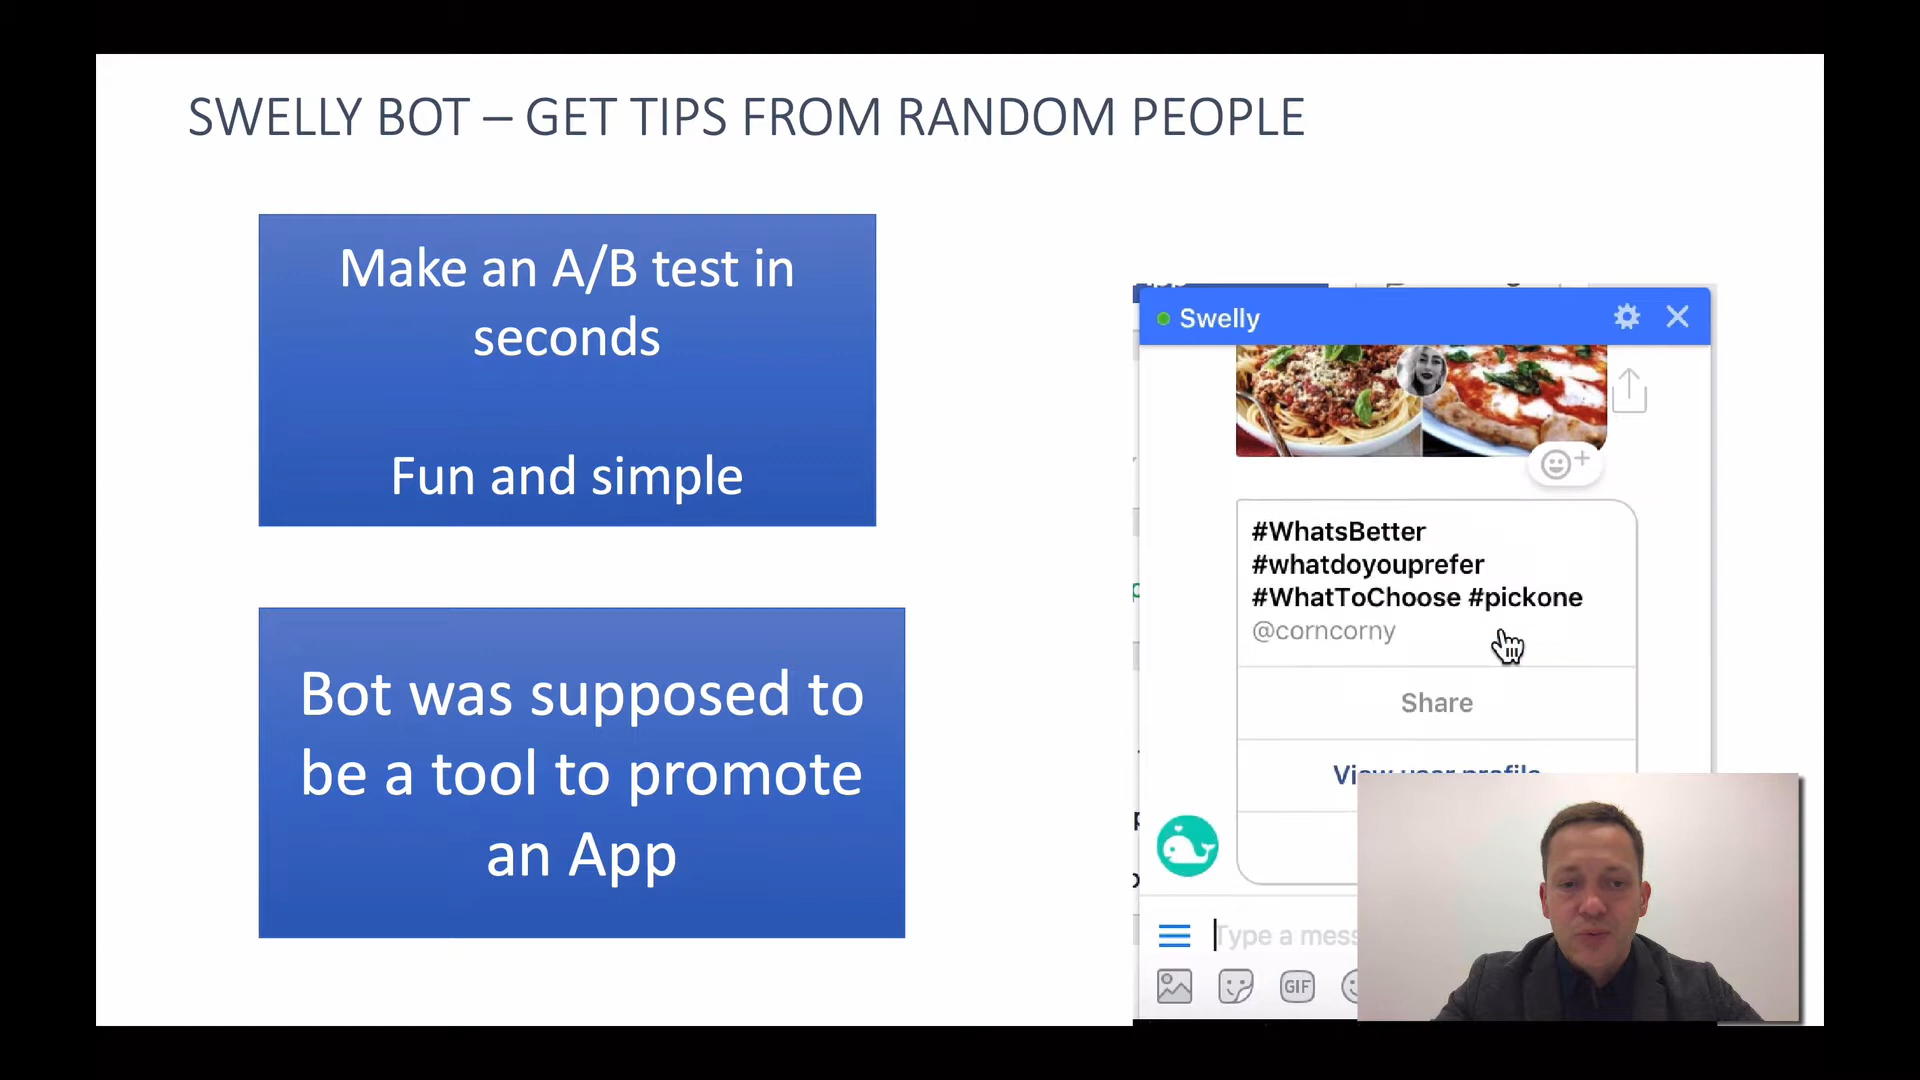 SWELLY BOT – GET TIPS FROM RANDOM PEOPLE
Make an A/B test in
seconds
Fun and simple
Bot was supposed to
be a tool to promote
an App
Swelly
#WhatsBetter
#whatdoyouprefer
#WhatToChoose #pickone
@corncorny
Share
View user profile
Type a mess
GIF